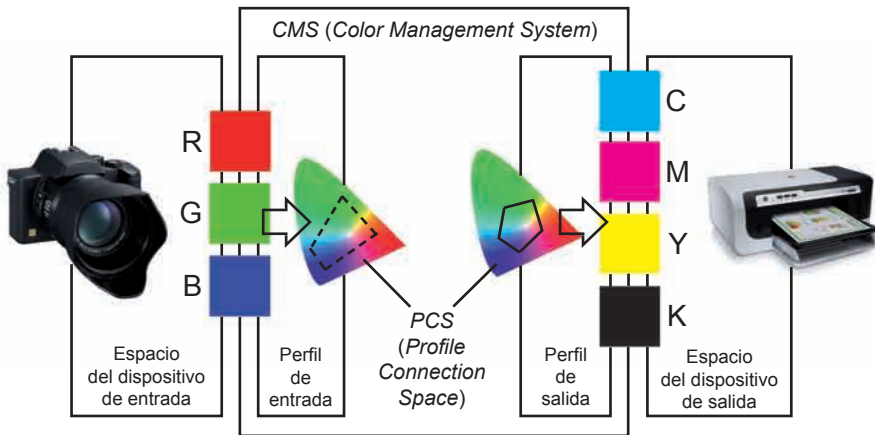 CMS (Color Management System)
R
G
B
C
M
Y
K
PCS
(Profile
Connection
Space)
Espacio
del dispositivo
de entrada
Perfil
de
entrada
Perfil
de
salida
Espacio
del dispositivo
de salida